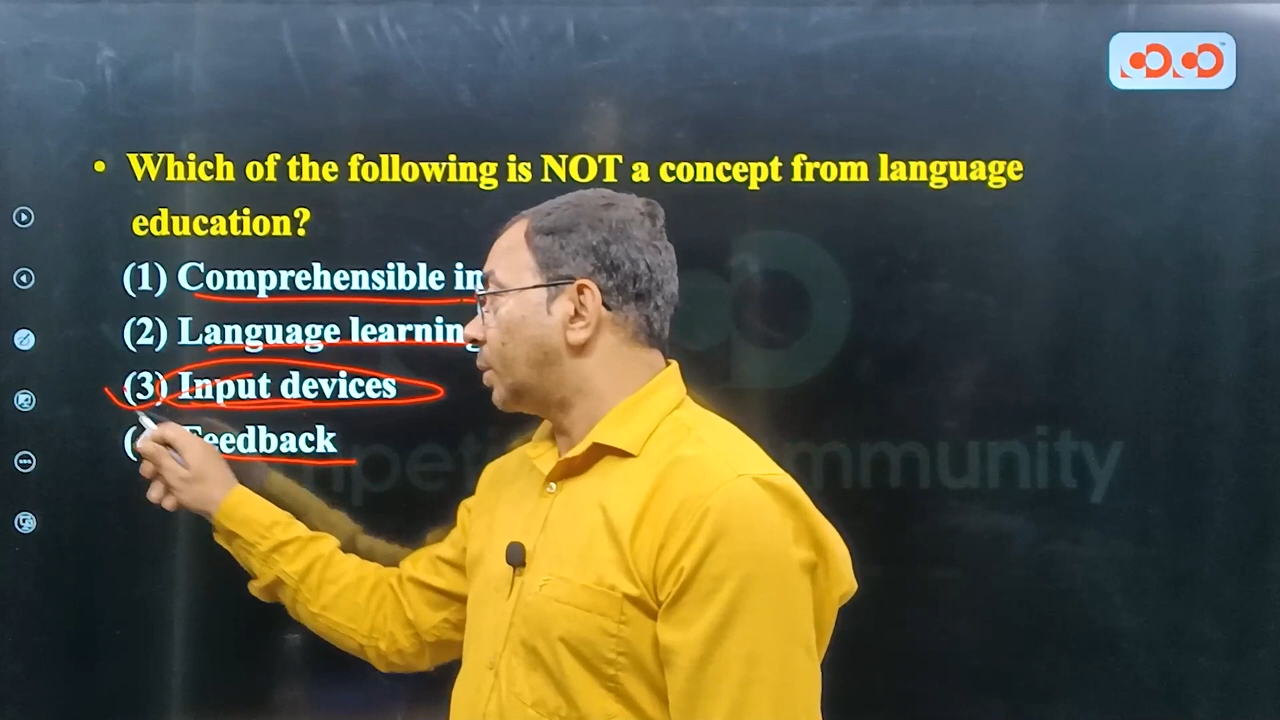 • Which of the following is NOT a concept from language
education?
(1) Comprehensible in
(2) Language learning
(3) Input devices
Feedback
mmunity